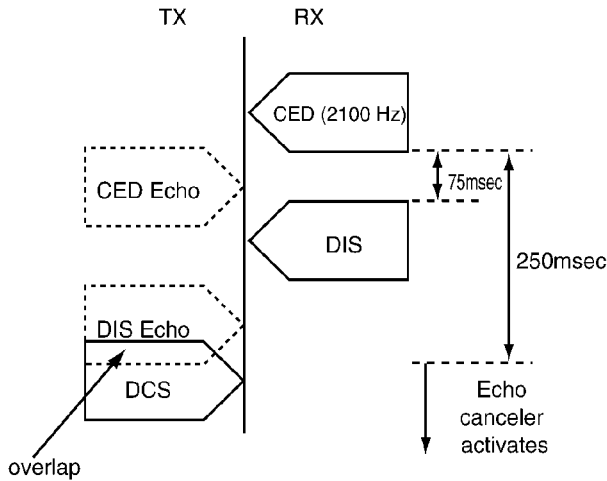 TX
RX
CED (2100 Hz)
CED Echo
75msec
DIS
250msec
DIS Echo
DCS
Echo
canceler
activates
overlap